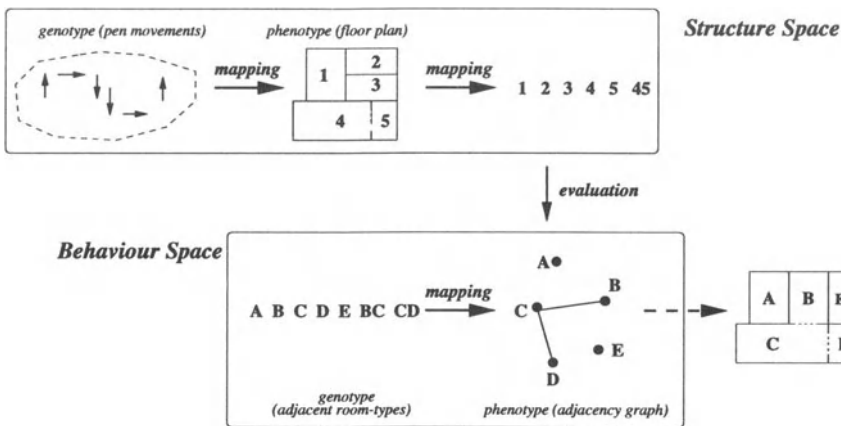 genotype (pen movements)
phenotype (floor plan)
Structure Space
mapping
1
2
3
4
5
mapping
1 2 3 4 5 45
evaluation
Behaviour Space
A B C D E BC CD
mapping
A
B
C
D
E
genotype
(adjacent room-types)
phenotype (adjacency graph)
A
B
C